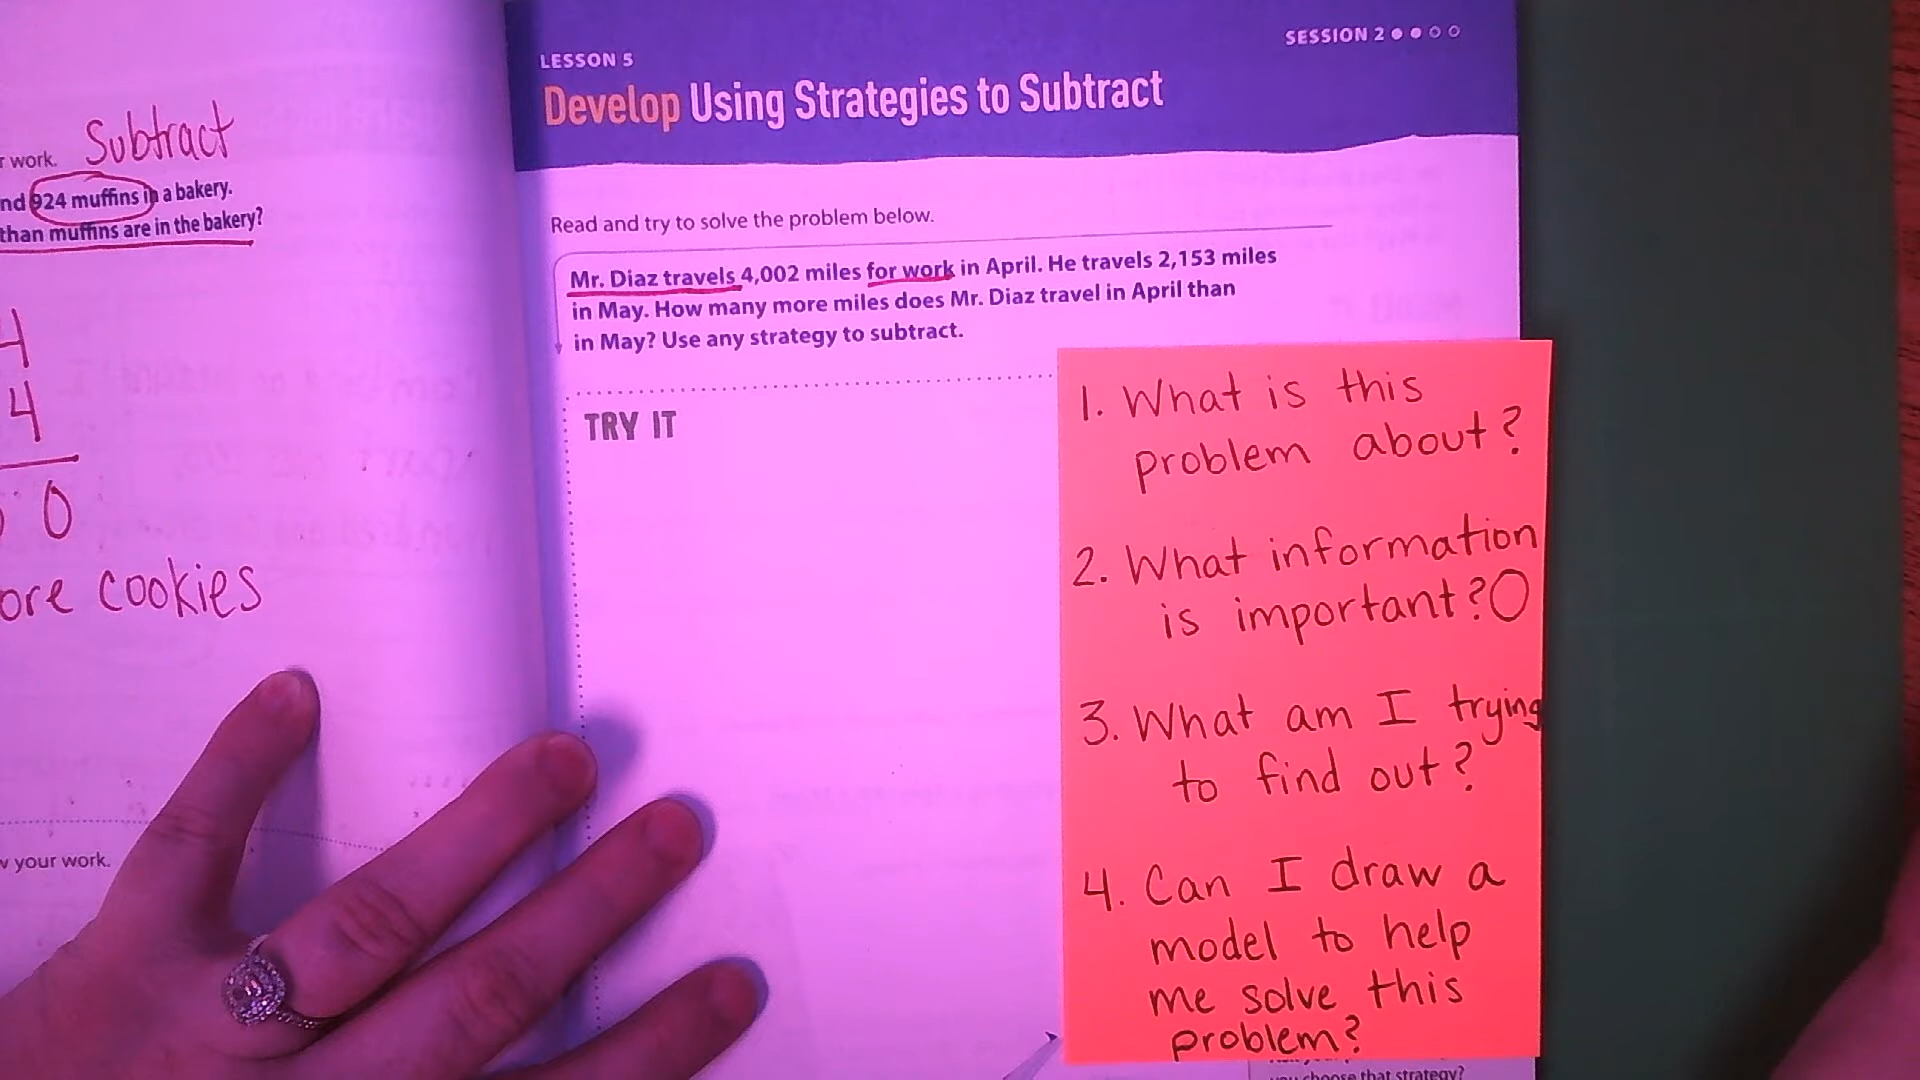 Subtract
work.
924 muffins in a bakery.
than muffins are in the bakery?
4
4
0
cookies
your work.
LESSON 5
SESSION 2
Develop Using Strategies to Subtract
Read and try to solve the problem below.
Mr. Diaz travels 4,002 miles for work in April. He travels 2,153 miles
in May. How many more miles does Mr. Diaz travel in April than
in May? Use any strategy to subtract.
TRY IT
1. What is this
problem about?
2. What information
is important?
3. What am I trying
to find out?
4. Can I draw a
model to help
me solve this
problem?
choose that strategy?